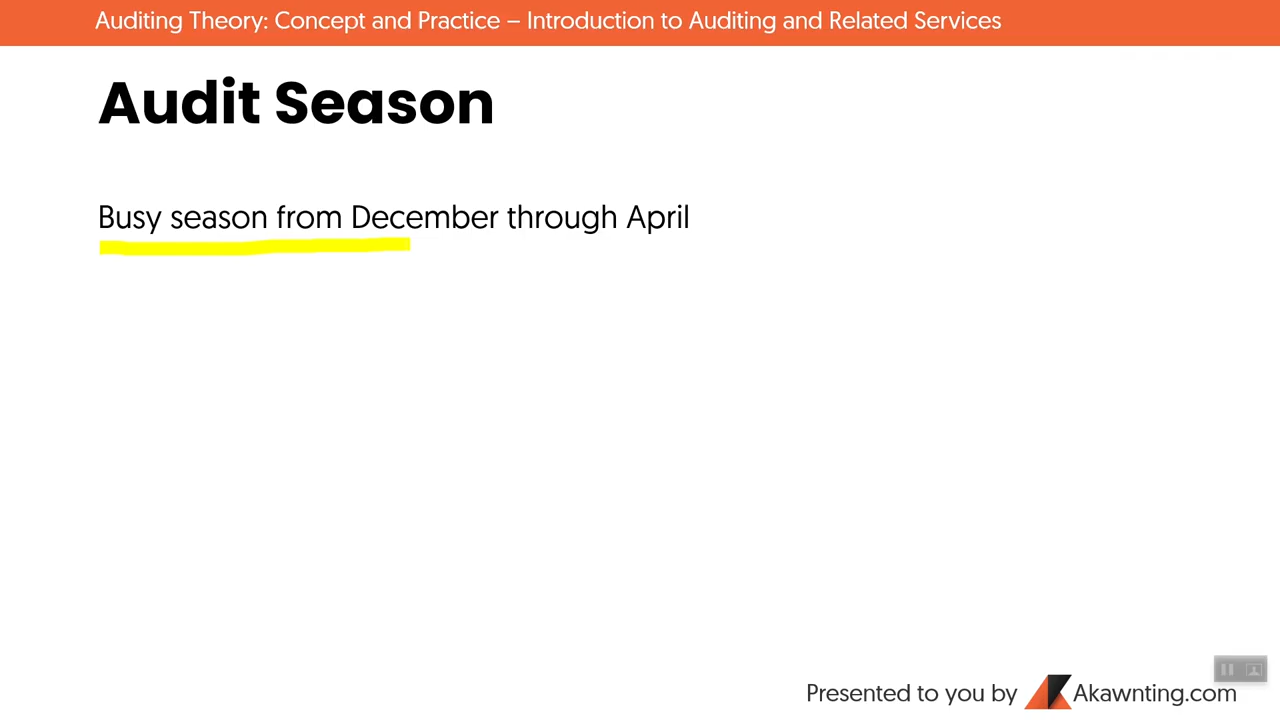 Auditing Theory: Concept and Practice – Introduction to Auditing and Related Services
Audit Season
Busy season from December through April
Presented to you by Akawnting.com